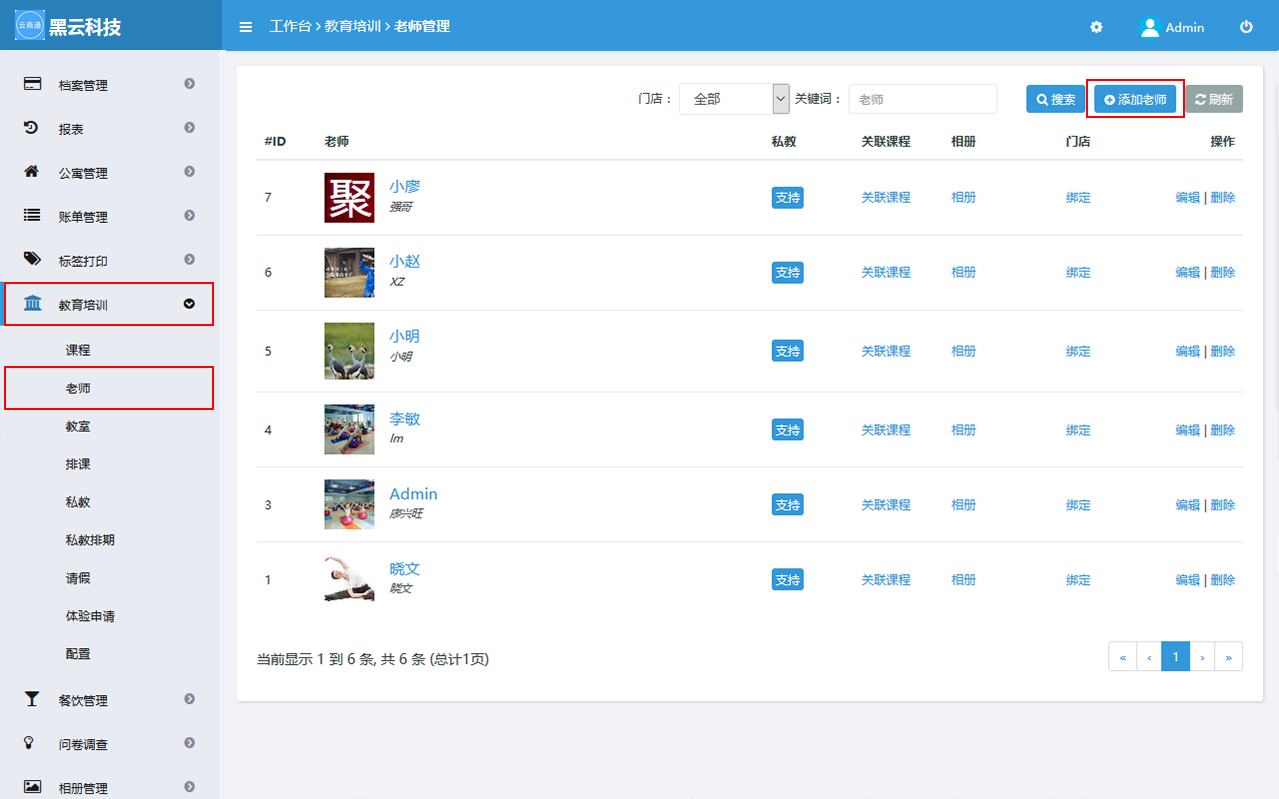 云商通 黑云科技
工作台 › 教育培训 › 老师管理
Admin
档案管理
报表
公寓管理
账单管理
标签打印
教育培训
课程
老师
教室
排课
私教
私教排期
请假
体验申请
配置
餐饮管理
问卷调查
相册管理
门店： 全部 关键词： 老师 搜索 添加老师 刷新
#ID 老师 私教 关联课程 相册 门店 操作
7 小廖 支持 关联课程 相册 绑定 编辑 | 删除
聚
强哥
6 小赵 支持 关联课程 相册 绑定 编辑 | 删除
XZ
5 小明 支持 关联课程 相册 绑定 编辑 | 删除
小明
4 李敏 支持 关联课程 相册 绑定 编辑 | 删除
lm
3 Admin 支持 关联课程 相册 绑定 编辑 | 删除
廖兴旺
1 晓文 支持 关联课程 相册 绑定 编辑 | 删除
晓文
当前显示 1 到 6 条, 共 6 条 (总计1页)
« ‹ 1 › »